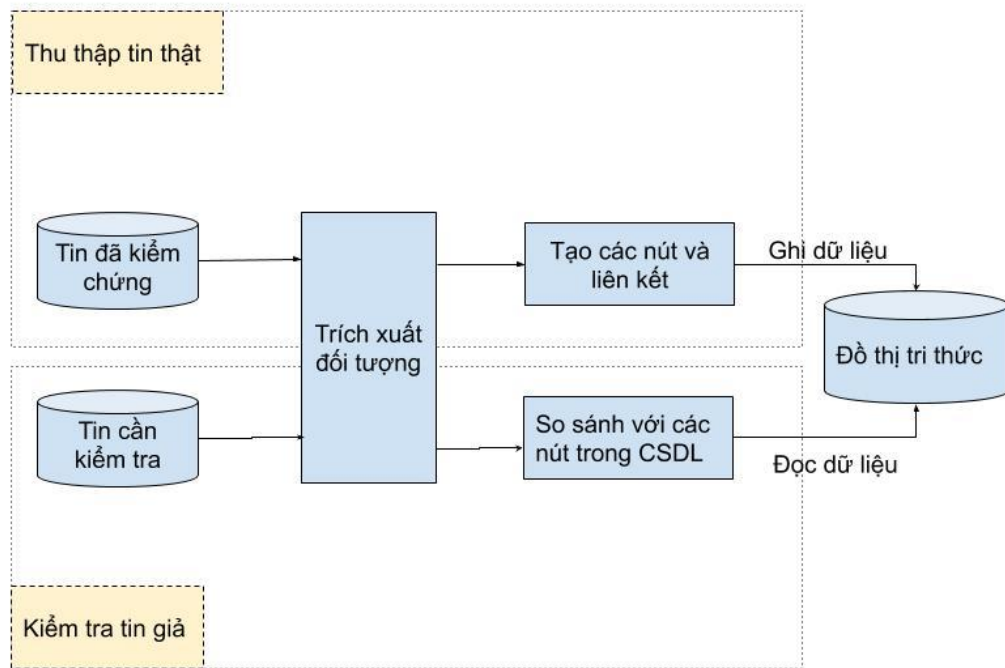 Thu thập tin thật
Tin đã kiểm
chứng
Trích xuất
đối tượng
Tạo các nút và
liên kết
Ghi dữ liệu
Đồ thị tri thức
Tin cần
kiểm tra
So sánh với các
nút trong CSDL
Đọc dữ liệu
Kiểm tra tin giả